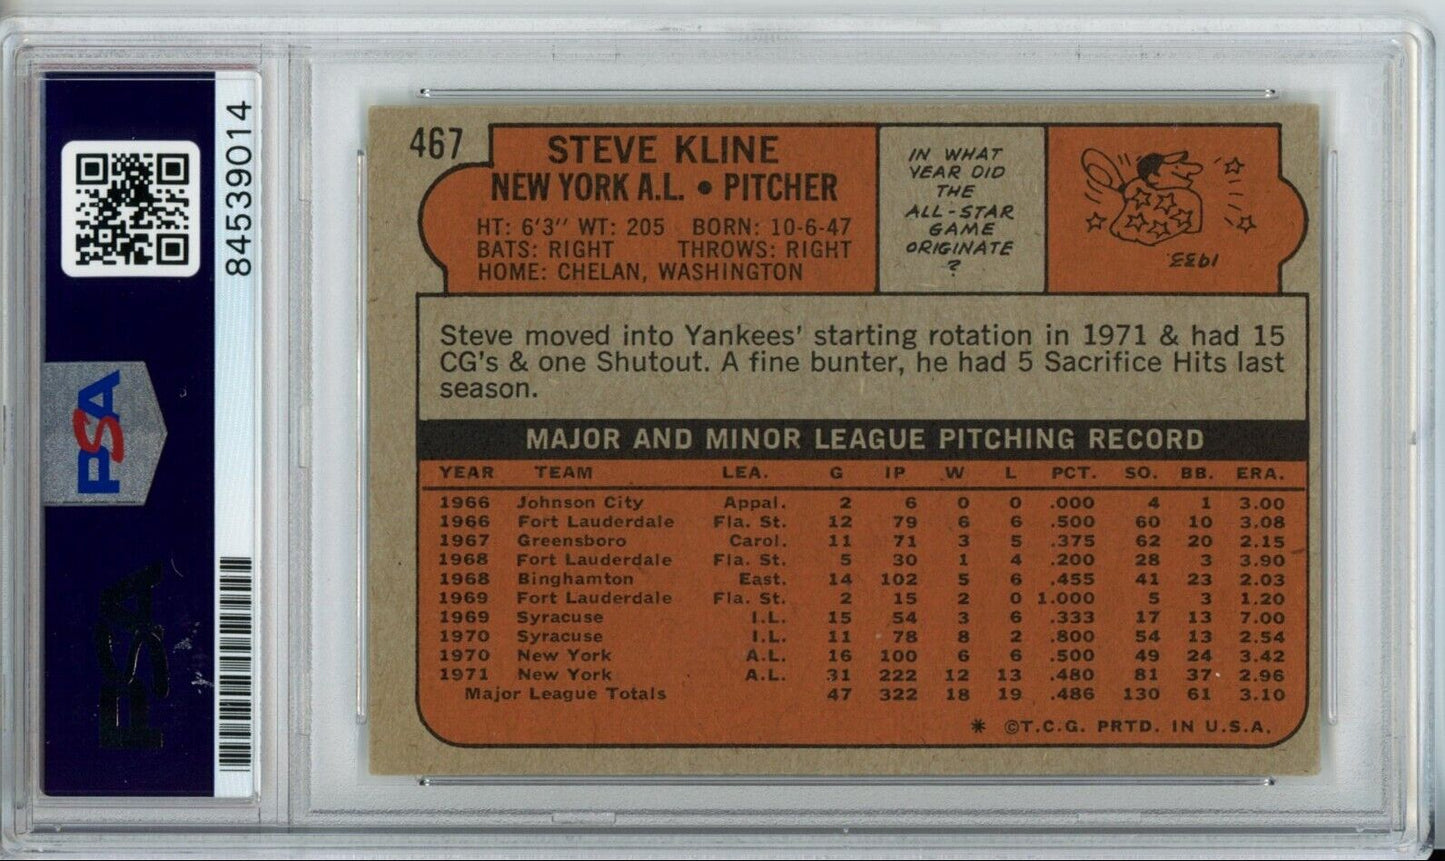 84539014
PSA
PSA
467
STEVE KLINE
NEW YORK A.L. • PITCHER
HT: 6'3" WT: 205 BORN: 10-6-47
BATS: RIGHT THROWS: RIGHT
HOME: CHELAN, WASHINGTON
IN WHAT
YEAR DID
THE
ALL-STAR
GAME
ORIGINATE
?
1933
Steve moved into Yankees' starting rotation in 1971 & had 15
CG's & one Shutout. A fine bunter, he had 5 Sacrifice Hits last
season.
MAJOR AND MINOR LEAGUE PITCHING RECORD
YEAR TEAM LEA. G IP W L PCT. SO. BB. ERA.
1966 Johnson City Appal. 2 6 0 0 .000 4 1 3.00
1966 Fort Lauderdale Fla. St. 12 79 6 6 .500 60 10 3.08
1967 Greensboro Carol. 11 71 3 5 .375 62 20 2.15
1968 Fort Lauderdale Fla. St. 5 30 1 4 .200 28 3 3.90
1968 Binghamton East. 14 102 5 6 .455 41 23 2.03
1969 Fort Lauderdale Fla. St. 2 15 2 0 1.000 5 3 1.20
1969 Syracuse I.L. 15 54 3 6 .333 17 13 7.00
1970 Syracuse I.L. 11 78 8 2 .800 54 13 2.54
1970 New York A.L. 16 100 6 6 .500 49 24 3.42
1971 New York A.L. 31 222 12 13 .480 81 37 2.96
Major League Totals 47 322 18 19 .486 130 61 3.10
* ©T.C.G. PRTD. IN U.S.A.